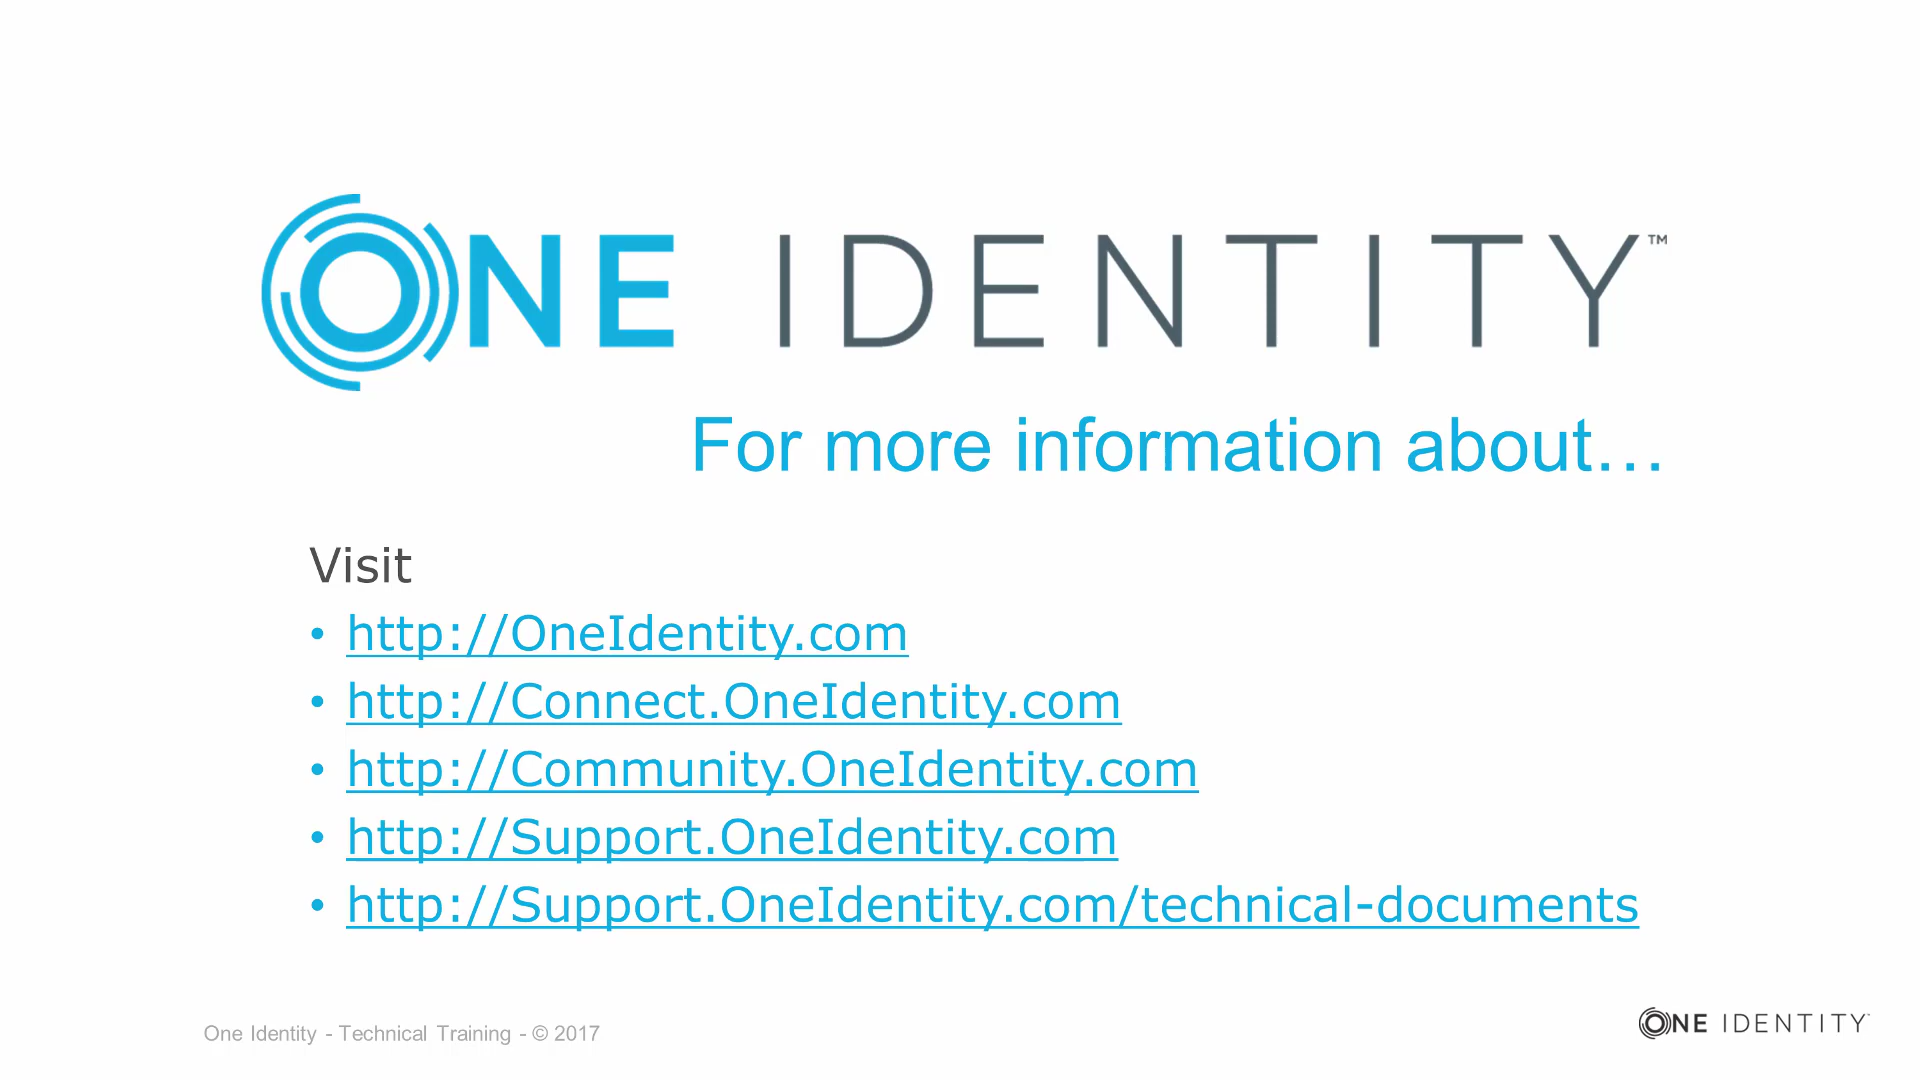 ONE IDENTITY™
For more information about…
Visit
• http://OneIdentity.com
• http://Connect.OneIdentity.com
• http://Community.OneIdentity.com
• http://Support.OneIdentity.com
• http://Support.OneIdentity.com/technical-documents
One Identity - Technical Training - © 2017
ONE IDENTITY